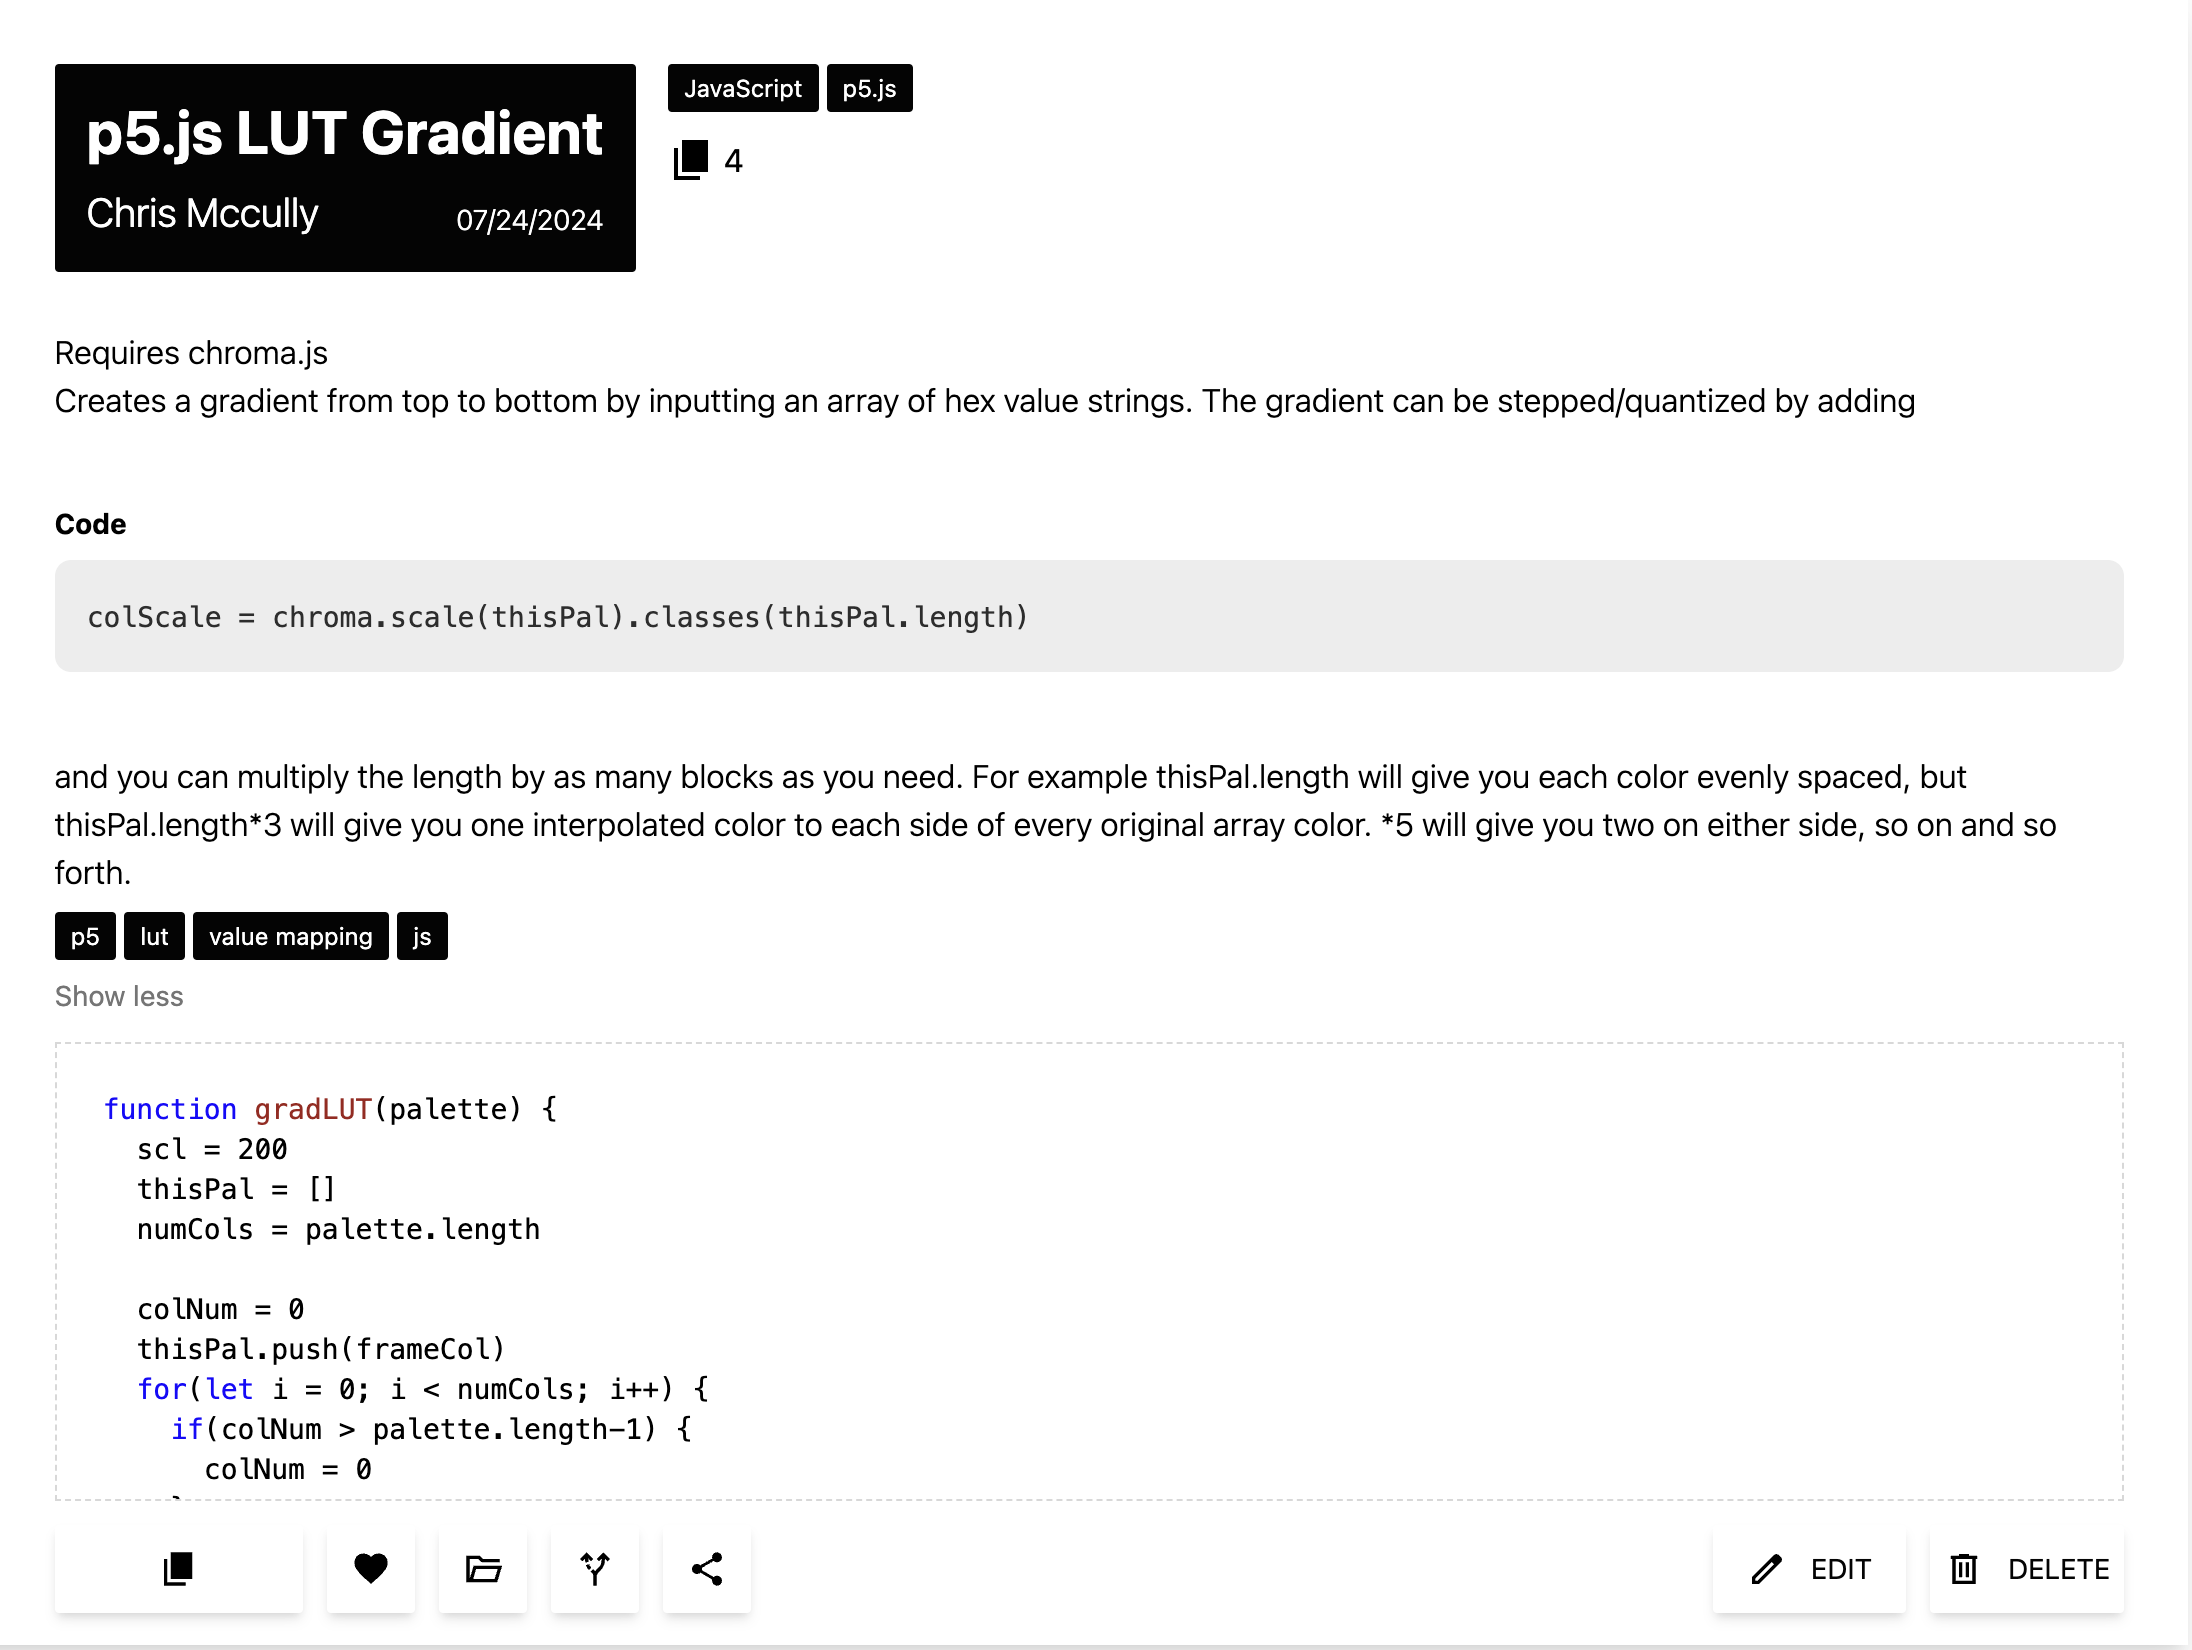 p5.js LUT Gradient
Chris Mccully 07/24/2024
JavaScript p5.js
4
Requires chroma.js
Creates a gradient from top to bottom by inputting an array of hex value strings. The gradient can be stepped/quantized by adding
Code
colScale = chroma.scale(thisPal).classes(thisPal.length)
and you can multiply the length by as many blocks as you need. For example thisPal.length will give you each color evenly spaced, but
thisPal.length*3 will give you one interpolated color to each side of every original array color. *5 will give you two on either side, so on and so
forth.
p5 lut value mapping js
Show less
function gradLUT(palette) {
  scl = 200
  thisPal = []
  numCols = palette.length

  colNum = 0
  thisPal.push(frameCol)
  for(let i = 0; i < numCols; i++) {
    if(colNum > palette.length-1) {
      colNum = 0
EDIT DELETE